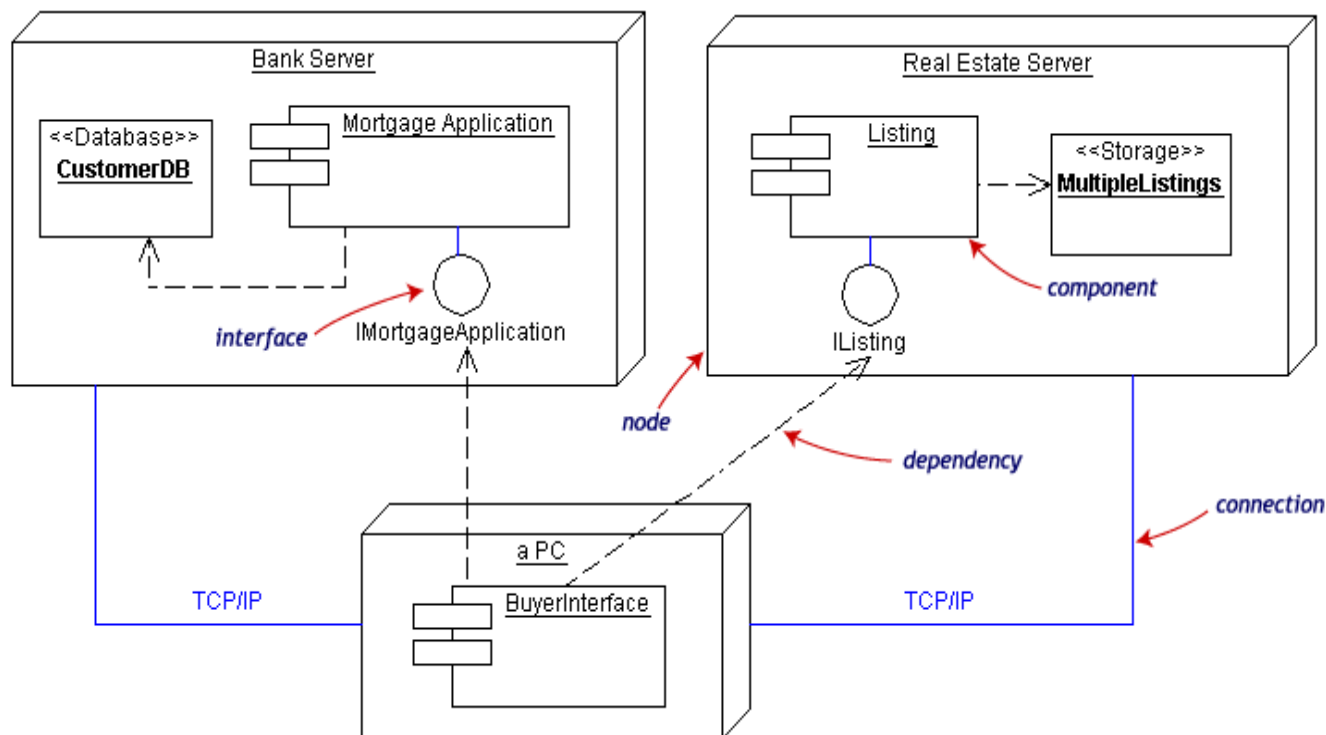 Bank Server
<<Database>>
CustomerDB
Mortgage Application
interface
IMortgageApplication
Real Estate Server
Listing
<<Storage>>
MultipleListings
component
IListing
node
dependency
connection
a PC
BuyerInterface
TCP/IP
TCP/IP